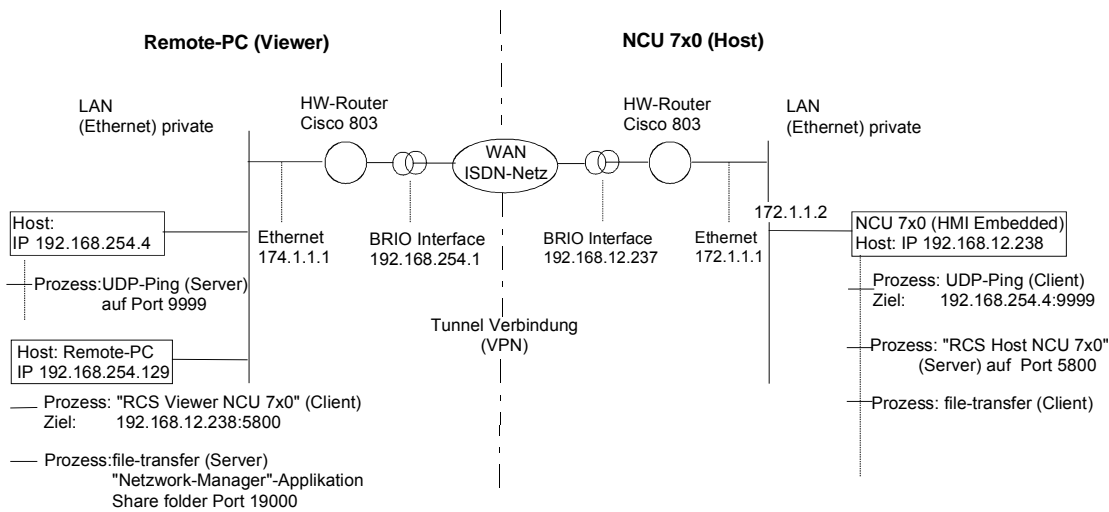 Remote-PC (Viewer)
NCU 7x0 (Host)
LAN
(Ethernet) private
HW-Router
Cisco 803
WAN
ISDN-Netz
HW-Router
Cisco 803
LAN
(Ethernet) private
Host:
IP 192.168.254.4
Ethernet
174.1.1.1
BRIO Interface
192.168.254.1
BRIO Interface
192.168.12.237
Ethernet
172.1.1.1
172.1.1.2
NCU 7x0 (HMI Embedded)
Host: IP 192.168.12.238
Prozess:UDP-Ping (Server)
auf Port 9999
Prozess: UDP-Ping (Client)
Ziel: 192.168.254.4:9999
Tunnel Verbindung
(VPN)
Host: Remote-PC
IP 192.168.254.129
Prozess: "RCS Host NCU 7x0"
(Server) auf Port 5800
Prozess: "RCS Viewer NCU 7x0" (Client)
Ziel: 192.168.12.238:5800
Prozess: file-transfer (Client)
Prozess:file-transfer (Server)
"Netzwork-Manager"-Applikation
Share folder Port 19000